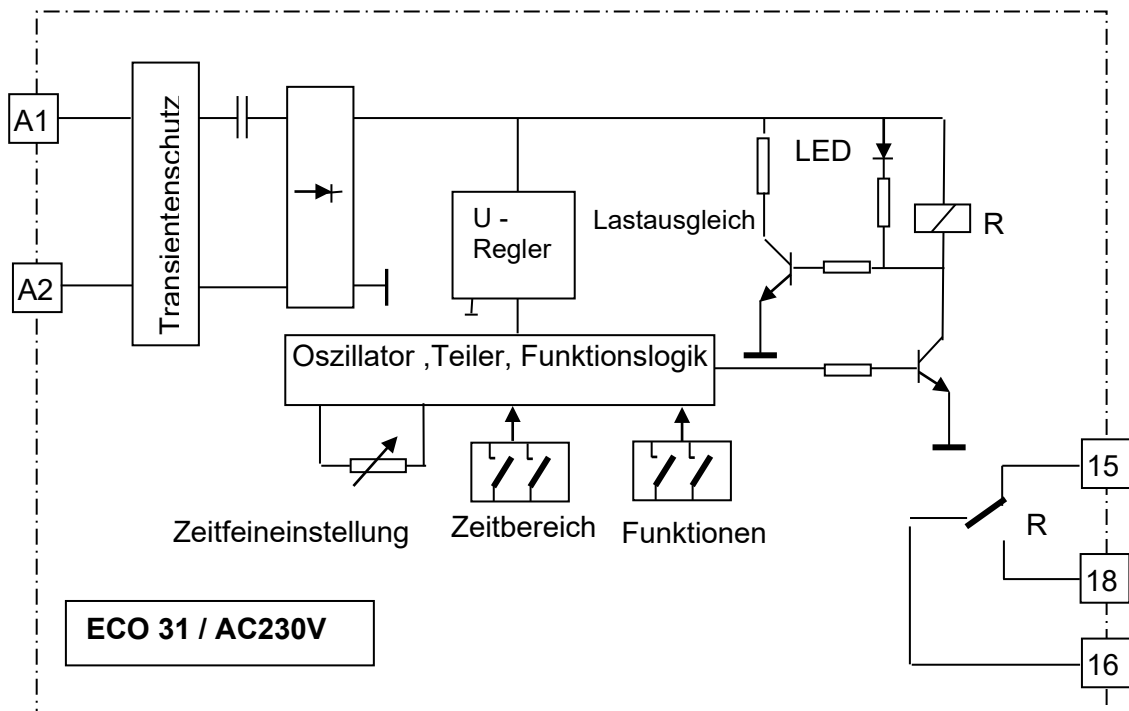 A1
A2
Transientenschutz
U -
Regler
Lastausgleich
LED
R
Oszillator ,Teiler, Funktionslogik
Zeitfeineinstellung
Zeitbereich
Funktionen
15
R
18
16
ECO 31 / AC230V